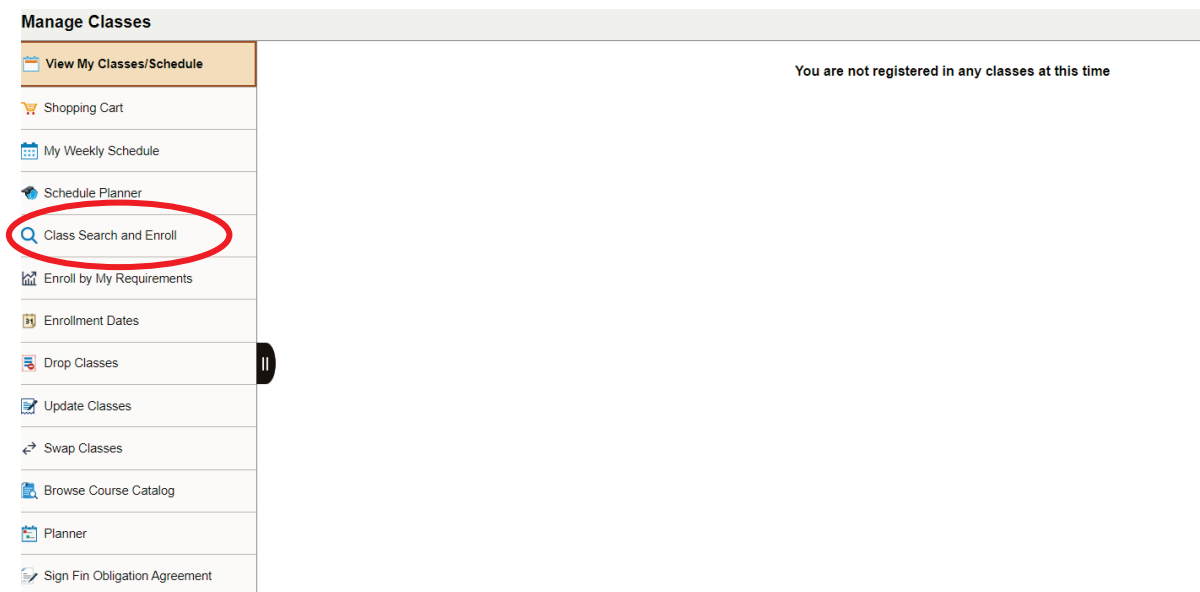 Manage Classes
View My Classes/Schedule
You are not registered in any classes at this time
Shopping Cart
My Weekly Schedule
Schedule Planner
Class Search and Enroll
Enroll by My Requirements
31
Enrollment Dates
Drop Classes
Update Classes
Swap Classes
Browse Course Catalog
Planner
Sign Fin Obligation Agreement